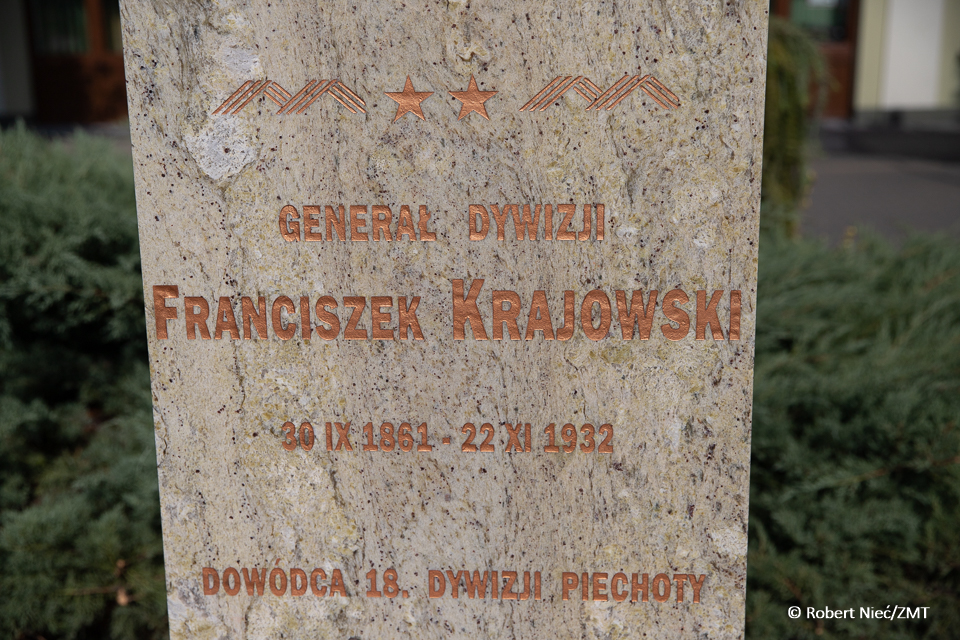 GENERAŁ DYWIZJI
FRANCISZEK KRAJOWSKI
30 IX 1861 - 22 XI 1932
DOWÓDCA 18. DYWIZJI PIECHOTY
© Robert Nieć/ZMT